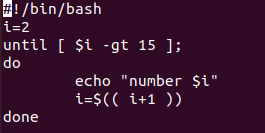 #!/bin/bash
i=2
until [ $i -gt 15 ];
do
        echo "number $i"
        i=$(( i+1 ))
done